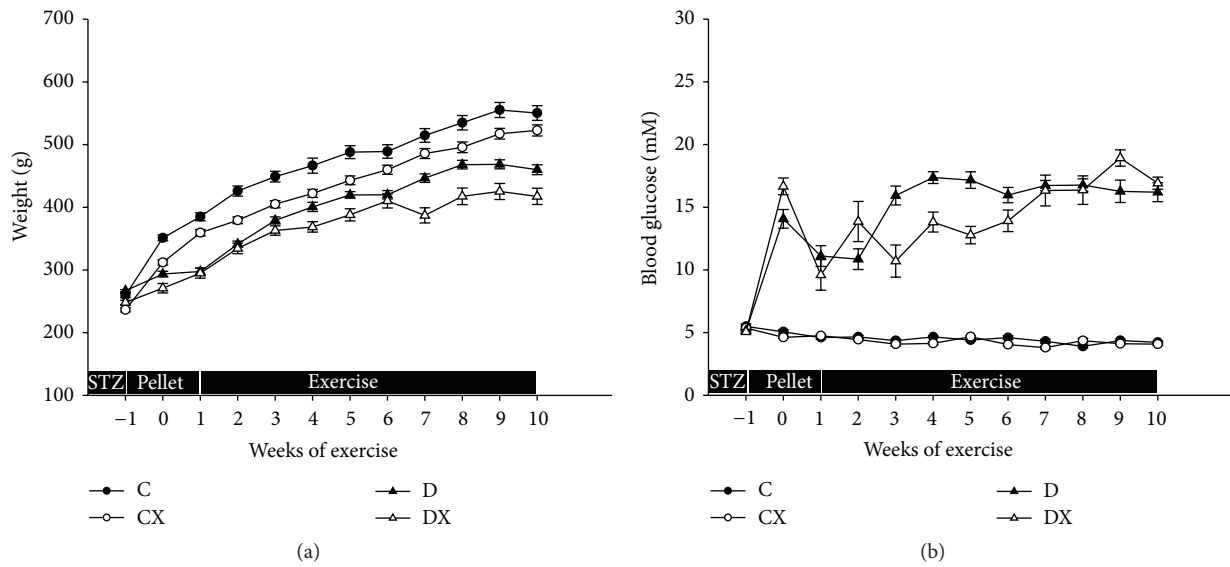 700
600
500
400
300
200
100
Weight (g)
STZ Pellet Exercise
−1 0 1 2 3 4 5 6 7 8 9 10
Weeks of exercise
C
CX
D
DX
(a)
30
25
20
15
10
5
0
Blood glucose (mM)
STZ Pellet Exercise
−1 0 1 2 3 4 5 6 7 8 9 10
Weeks of exercise
C
CX
D
DX
(b)